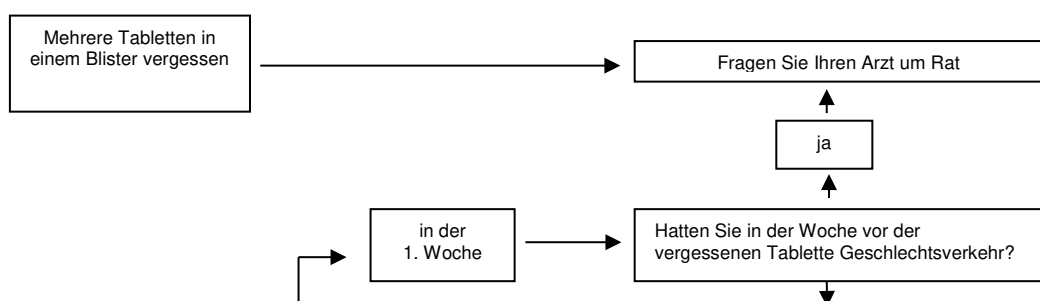 Mehrere Tabletten in
einem Blister vergessen
Fragen Sie Ihren Arzt um Rat
ja
in der
1. Woche
Hatten Sie in der Woche vor der
vergessenen Tablette Geschlechtsverkehr?